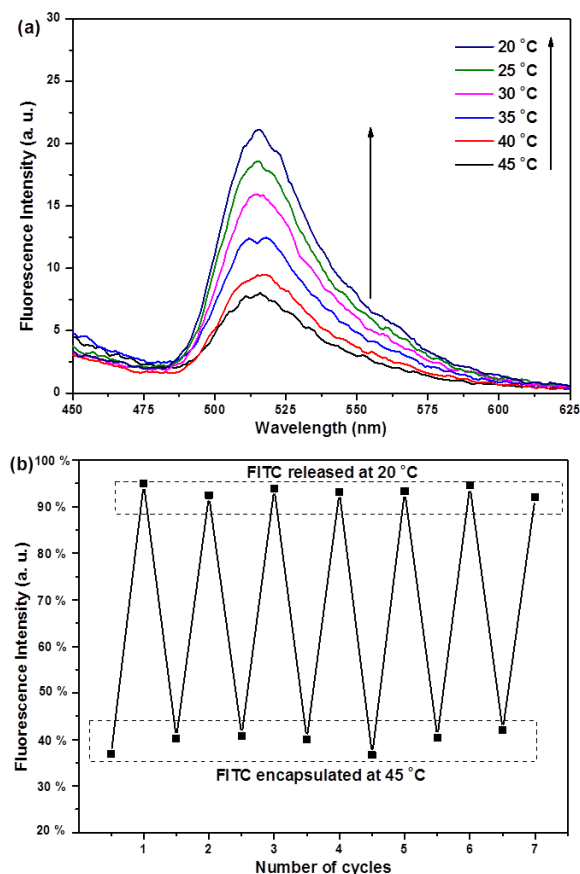 (a)
30
25
20
15
10
5
0
Fluorescence Intensity (a. u.)
20 °C
25 °C
30 °C
35 °C
40 °C
45 °C
450 475 500 525 550 575 600 625
Wavelength (nm)
(b)
100 %
90 %
80 %
70 %
60 %
50 %
40 %
30 %
20 %
Fluorescence Intensity (a. u.)
FITC released at 20 °C
FITC encapsulated at 45 °C
1 2 3 4 5 6 7
Number of cycles